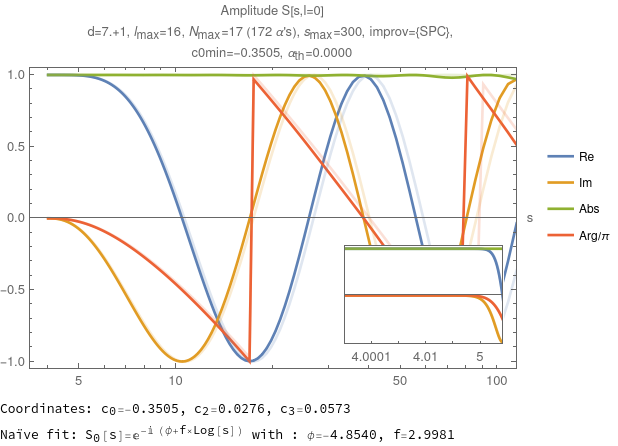 Amplitude S[s,l=0]
d=7.+1, lmax=16, Nmax=17 (172 α's), smax=300, improv={SPC},
c0min=−0.3505, αth=0.0000
1.0
0.5
0.0
−0.5
−1.0
s
Re
Im
Abs
Arg/π
4.0001 4.01 5
5 10 50 100
Coordinates: c0=-0.3505, c2=0.0276, c3=0.0573
Naïve fit: S0[s]=e^-i (ϕ+f×Log[s]) with : ϕ=-4.8540, f=2.9981